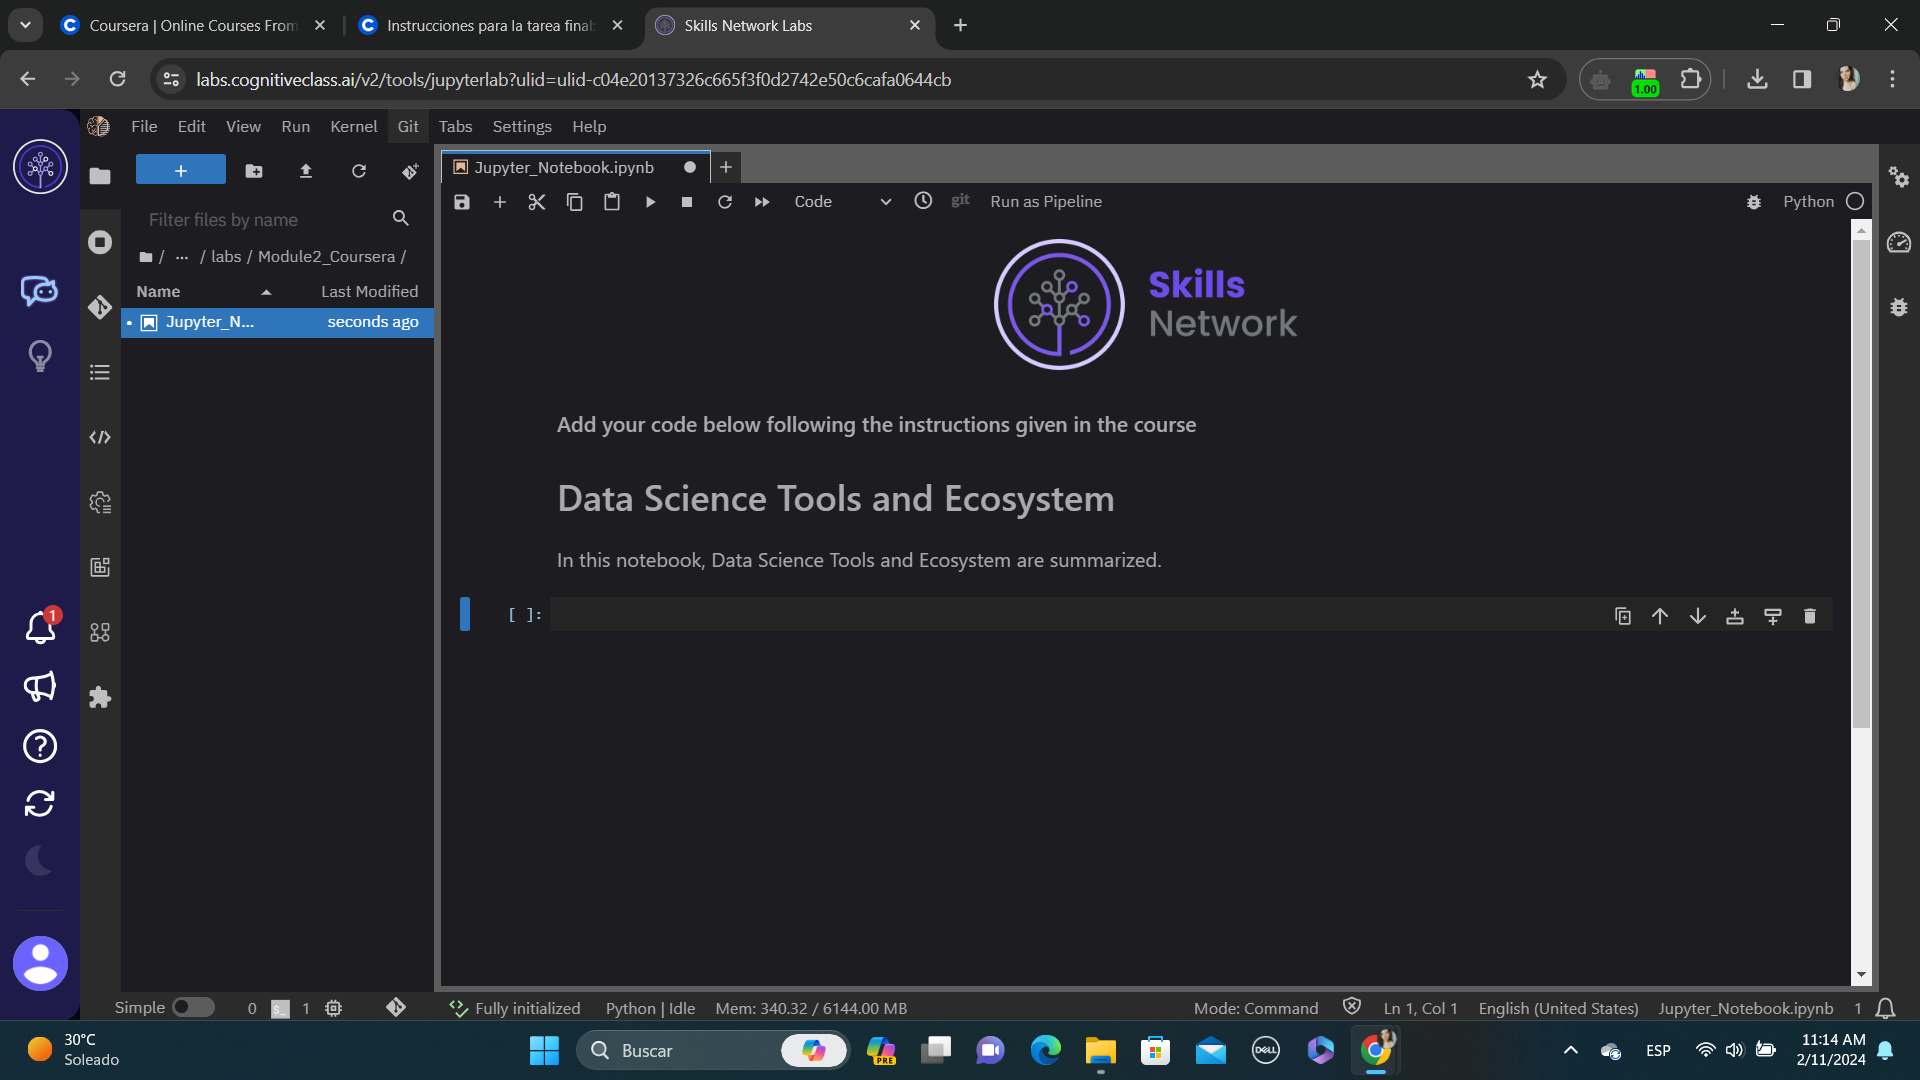 Coursera | Online Courses From
Instrucciones para la tarea final:
Skills Network Labs
labs.cognitiveclass.ai/v2/tools/jupyterlab?ulid=ulid-c04e20137326c665f3f0d2742e50c6cafa0644cb
1.00
File Edit View Run Kernel Git Tabs Settings Help
Jupyter_Notebook.ipynb
Code
git
Run as Pipeline
Python
Filter files by name
/ ... / labs / Module2_Coursera /
Name Last Modified
Jupyter_N... seconds ago
Skills
Network
Add your code below following the instructions given in the course
Data Science Tools and Ecosystem
In this notebook, Data Science Tools and Ecosystem are summarized.
[ ]:
1
Simple 0 $_ 1 Fully initialized Python | Idle Mem: 340.32 / 6144.00 MB Mode: Command Ln 1, Col 1 English (United States) Jupyter_Notebook.ipynb 1
30°C
Soleado
Buscar
PRE
DELL
ESP
11:14 AM
2/11/2024